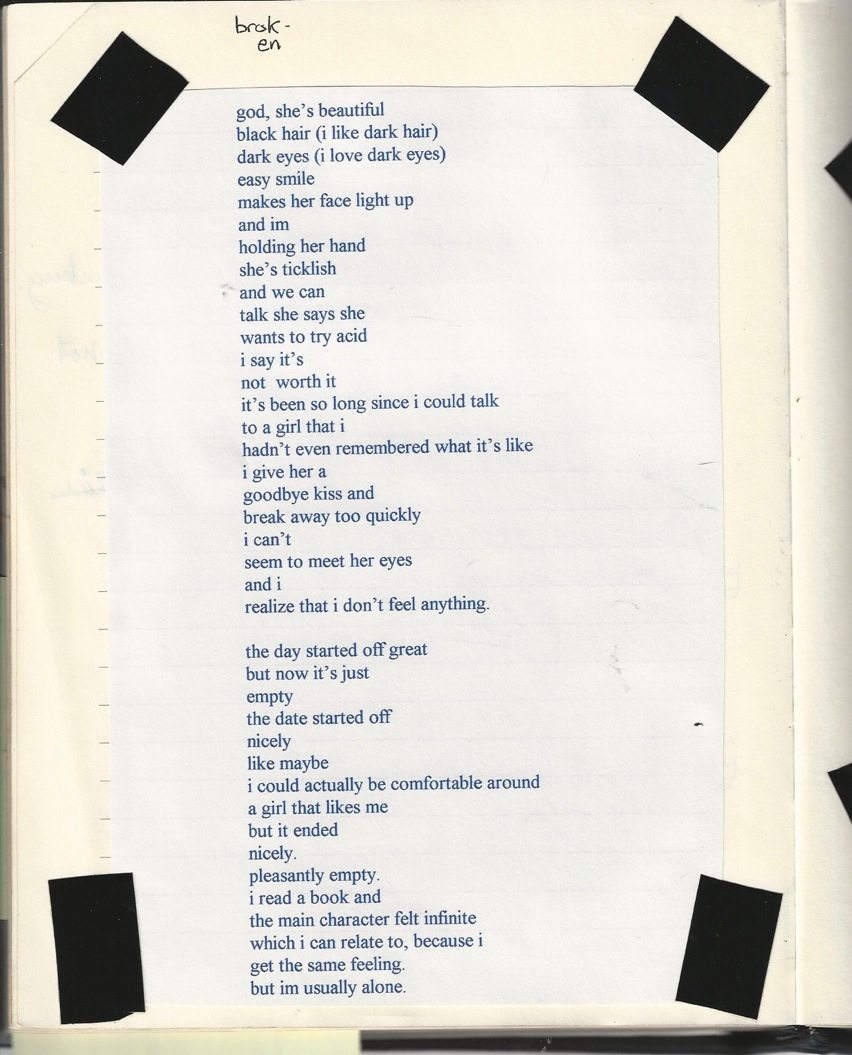 brok-
en
god, she's beautiful
black hair (i like dark hair)
dark eyes (i love dark eyes)
easy smile
makes her face light up
and im
holding her hand
she's ticklish
and we can
talk she says she
wants to try acid
i say it's
not  worth it
it's been so long since i could talk
to a girl that i
hadn't even remembered what it's like
i give her a
goodbye kiss and
break away too quickly
i can't
seem to meet her eyes
and i
realize that i don't feel anything.

the day started off great
but now it's just
empty
the date started off
nicely
like maybe
i could actually be comfortable around
a girl that likes me
but it ended
nicely.
pleasantly empty.
i read a book and
the main character felt infinite
which i can relate to, because i
get the same feeling.
but im usually alone.